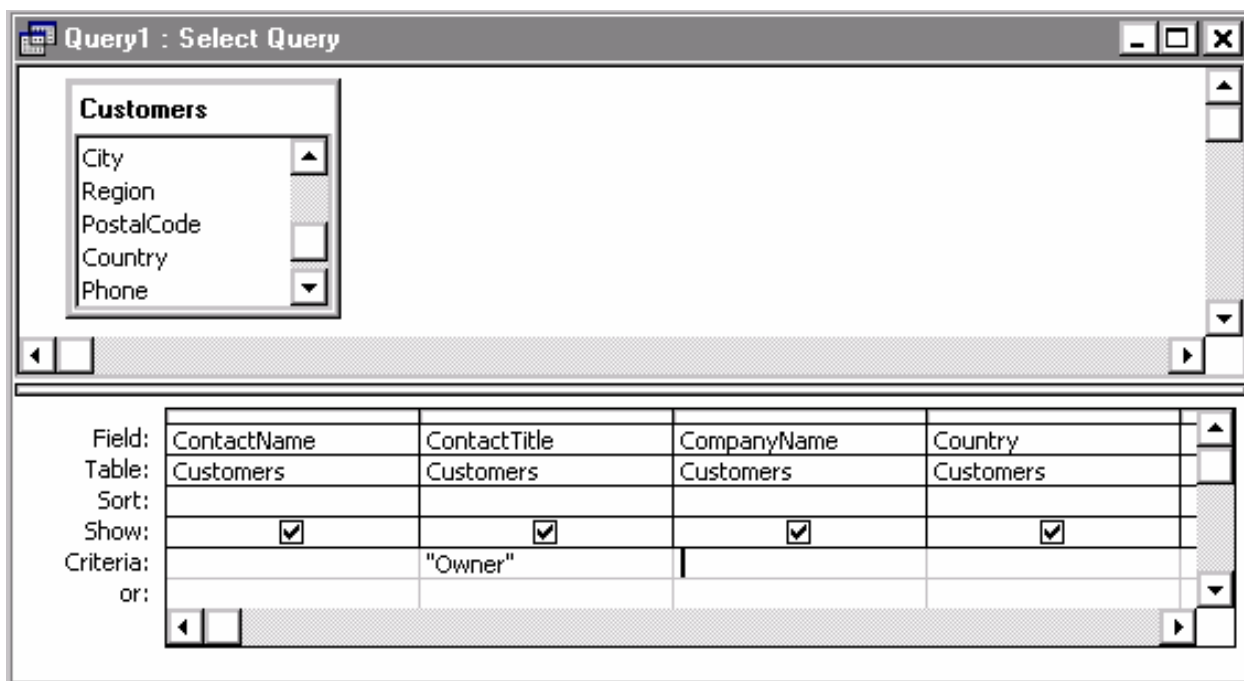 Query1 : Select Query
Customers
City
Region
PostalCode
Country
Phone
Field: ContactName ContactTitle CompanyName Country
Table: Customers Customers Customers Customers
Sort:
Show:
Criteria: "Owner"
or: